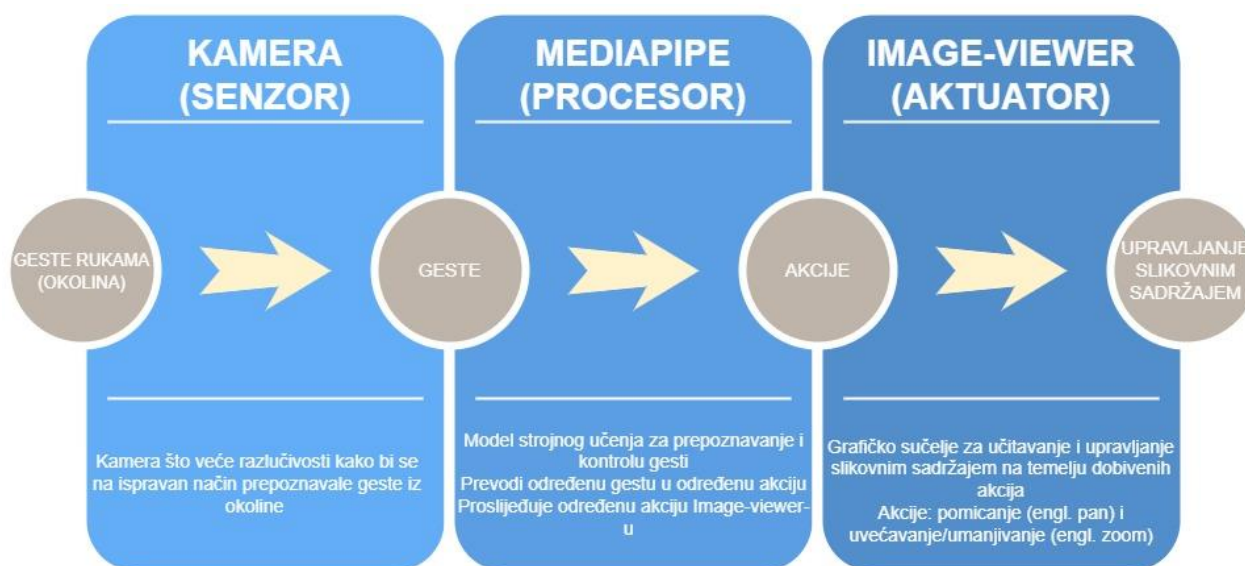 KAMERA
(SENZOR)
MEDIAPIPE
(PROCESOR)
IMAGE-VIEWER
(AKTUATOR)
GESTE RUKAMA
(OKOLINA)
GESTE
AKCIJE
UPRAVLJANJE
SLIKOVNIM
SADRŽAJEM
Kamera što veće razlučivosti kako bi se
na ispravan način prepoznavale geste iz
okoline
Model strojnog učenja za prepoznavanje i
kontrolu gesti
Prevodi određenu gestu u određenu akciju
Proslijeđuje određenu akciju Image-viewer-
u
Grafičko sučelje za učitavanje i upravljanje
slikovnim sadržajem na temelju dobivenih
akcija
Akcije: pomicanje (engl. pan) i
uvećavanje/umanjivanje (engl. zoom)